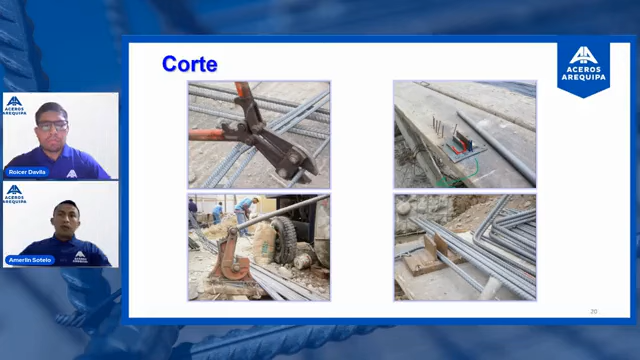 Corte
ACEROS
AREQUIPA
ACEROS
AREQUIPA
Roicer Davila
ACEROS
AREQUIPA
Amerlin Sotelo
20